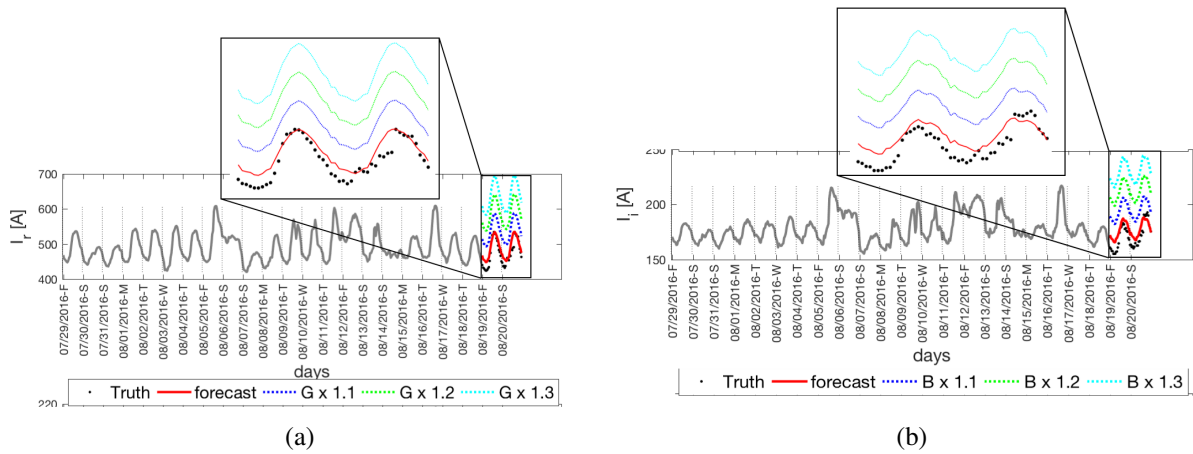 700
600
500
400
I_r [A]
07/29/2016-F
07/30/2016-S
07/31/2016-S
08/01/2016-M
08/02/2016-T
08/03/2016-W
08/04/2016-T
08/05/2016-F
08/06/2016-S
08/07/2016-S
08/08/2016-M
08/09/2016-T
08/10/2016-W
08/11/2016-T
08/12/2016-F
08/13/2016-S
08/14/2016-S
08/15/2016-M
08/16/2016-T
08/17/2016-W
08/18/2016-T
08/19/2016-F
08/20/2016-S
days
Truth forecast G x 1.1 G x 1.2 G x 1.3
220
(a)
250
200
150
I_i [A]
07/29/2016-F
07/30/2016-S
07/31/2016-S
08/01/2016-M
08/02/2016-T
08/03/2016-W
08/04/2016-T
08/05/2016-F
08/06/2016-S
08/07/2016-S
08/08/2016-M
08/09/2016-T
08/10/2016-W
08/11/2016-T
08/12/2016-F
08/13/2016-S
08/14/2016-S
08/15/2016-M
08/16/2016-T
08/17/2016-W
08/18/2016-T
08/19/2016-F
08/20/2016-S
days
Truth forecast B x 1.1 B x 1.2 B x 1.3
(b)